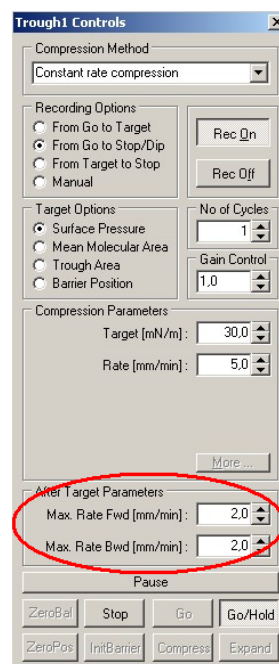 Trough1 Controls
Compression Method
Constant rate compression
Recording Options
From Go to Target
From Go to Stop/Dip
From Target to Stop
Manual
Rec On
Rec Off
Target Options
Surface Pressure
Mean Molecular Area
Trough Area
Barrier Position
No of Cycles
1
Gain Control
1,0
Compression Parameters
Target [mN/m] : 30,0
Rate [mm/min] : 5,0
More ...
After Target Parameters
Max. Rate Fwd [mm/min] : 2,0
Max. Rate Bwd [mm/min] : 2,0
Pause
ZeroBal Stop Go Go/Hold
ZeroPos InitBarrier Compress Expand